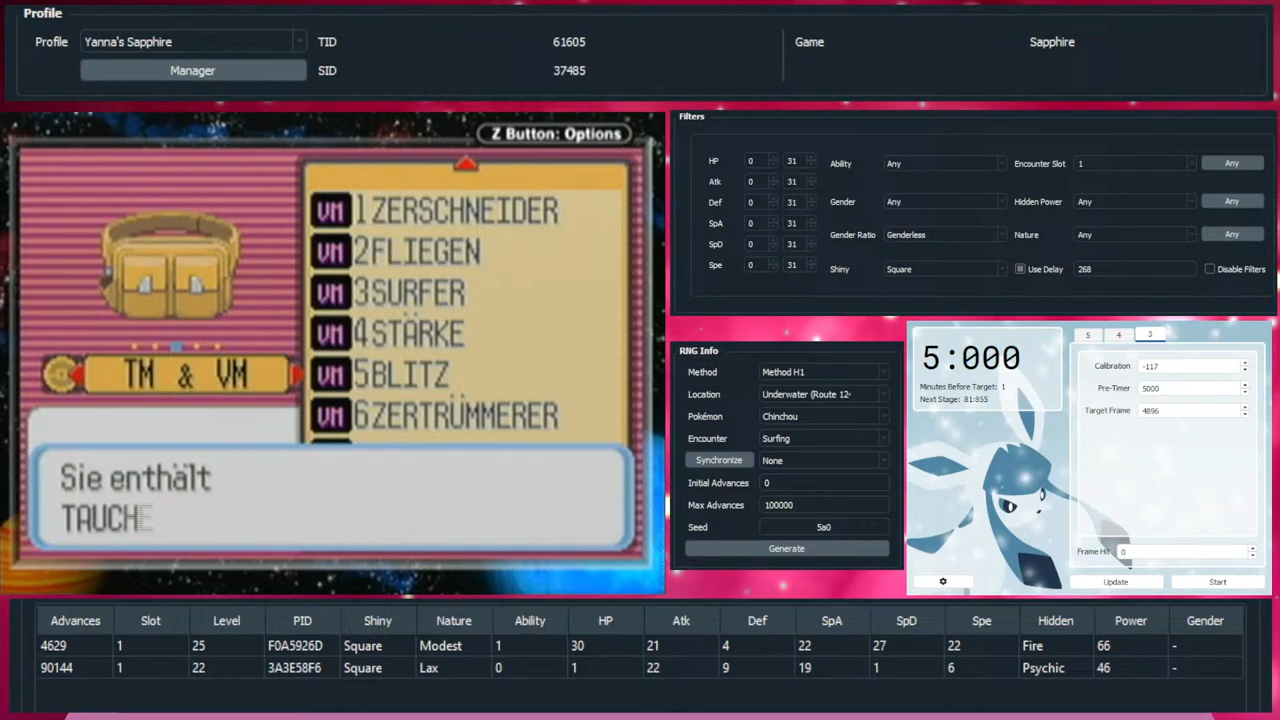 Profile
Profile Yanna's Sapphire TID 61605 Game Sapphire
Manager SID 37485
Z Button: Options
VM 1 ZERSCHNEIDER
VM 2 FLIEGEN
VM 3 SURFER
VM 4 STÄRKE
VM 5 BLITZ
VM 6 ZERTRÜMMERER
TM & VM
Sie enthält
TAUCHE
Filters
HP 0 31 Ability Any Encounter Slot 1 Any
Atk 0 31
Def 0 31 Gender Any Hidden Power Any Any
SpA 0 31
SpD 0 31 Gender Ratio Genderless Nature Any Any
Spe 0 31 Shiny Square Use Delay 268 Disable Filters
RNG Info
Method Method H1
Location Underwater (Route 12
Pokémon Chinchou
Encounter Surfing
Synchronize None
Initial Advances 0
Max Advances 100000
Seed 5a0
Generate
5:000
Minutes Before Target: 1
Next Stage: 81:855
5 4 3
Calibration -117
Pre-Timer 5000
Target Frame 4896
Frame Hit 0
Update Start
Advances Slot Level PID Shiny Nature Ability HP Atk Def SpA SpD Spe Hidden Power Gender
4629 1 25 F0A5926D Square Modest 1 30 21 4 22 27 22 Fire 66 -
90144 1 22 3A3E58F6 Square Lax 0 1 22 9 19 1 6 Psychic 46 -